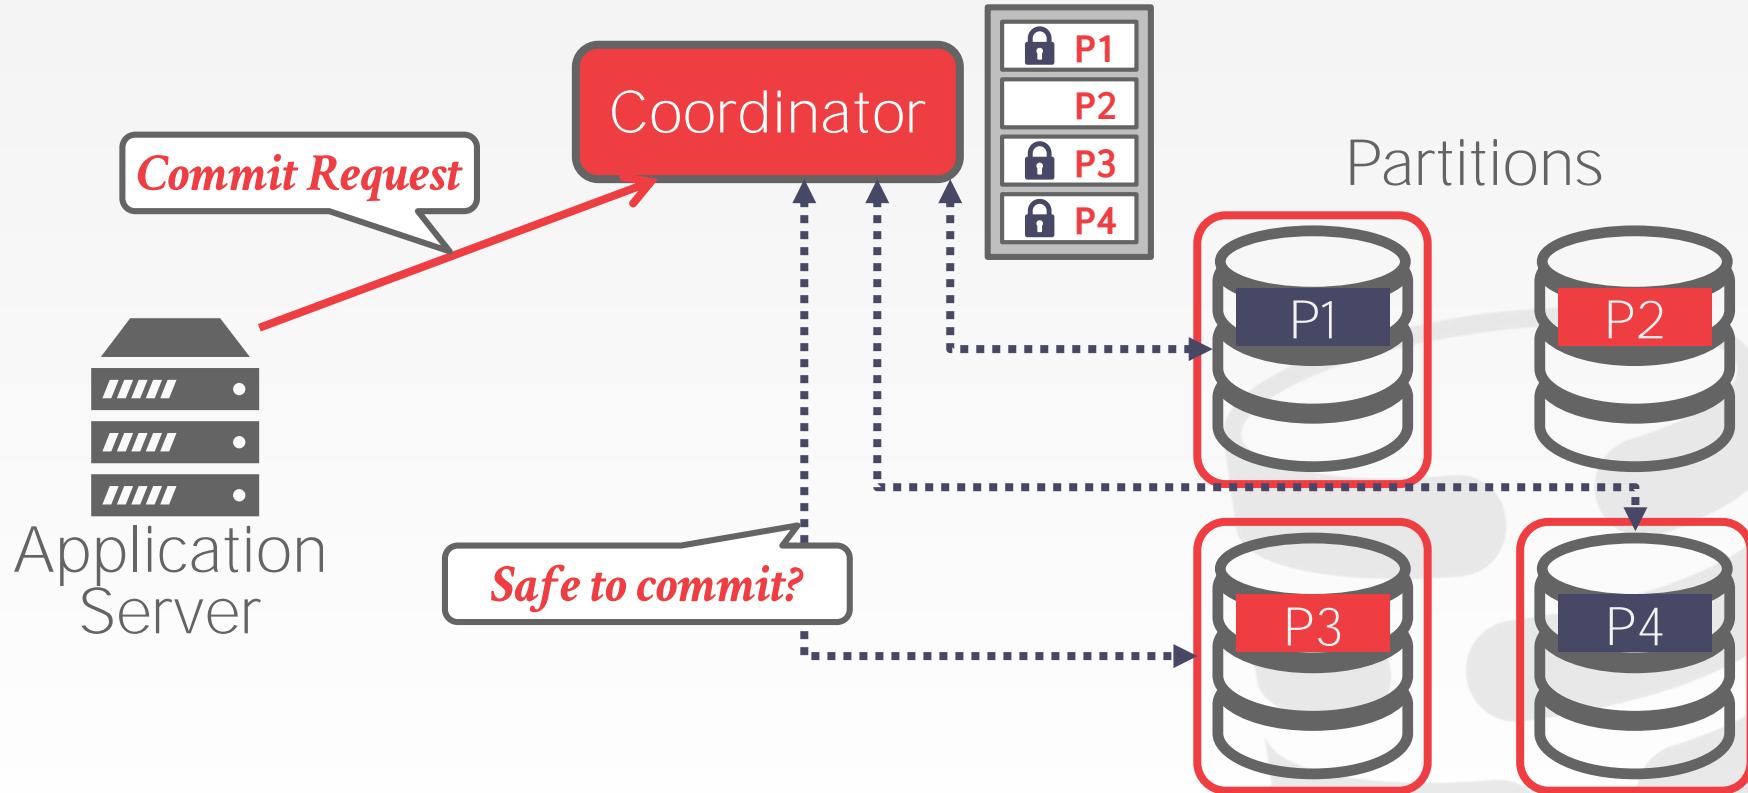 Coordinator
P1
P2
P3
P4
Commit Request
Partitions
P1
P2
Application
Server
Safe to commit?
P3
P4